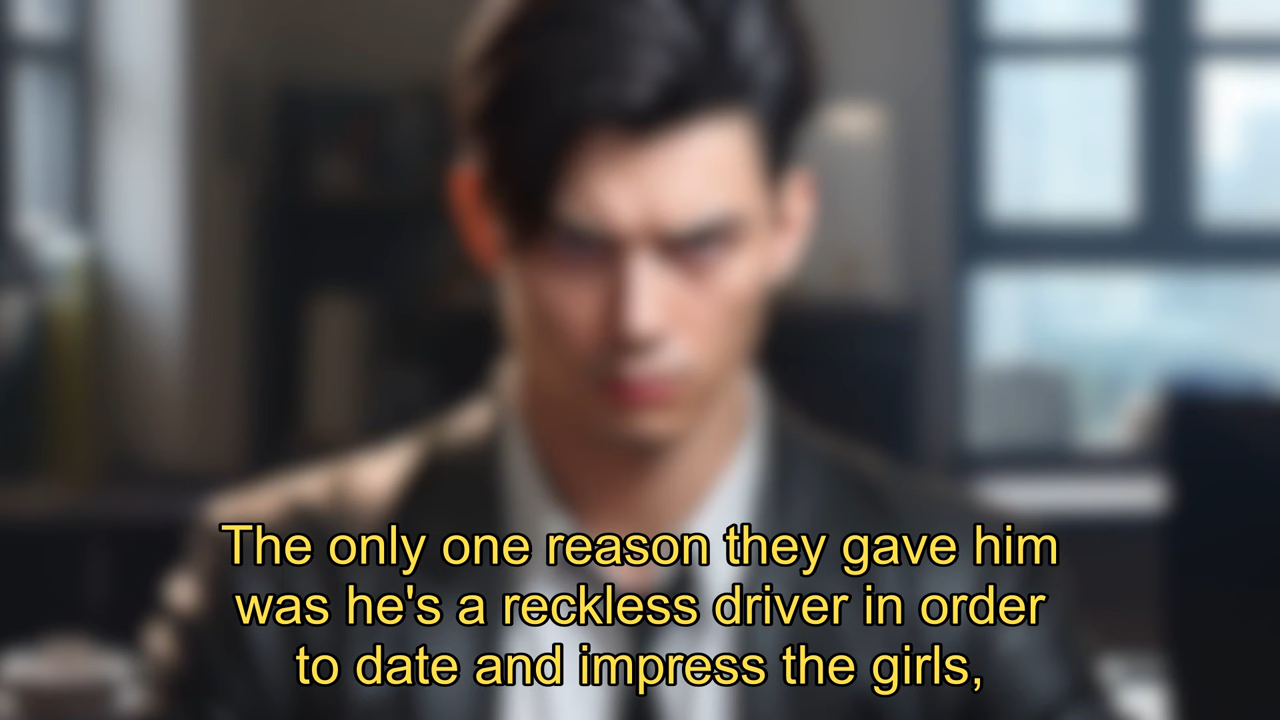 The only one reason they gave him
was he's a reckless driver in order
to date and impress the girls,